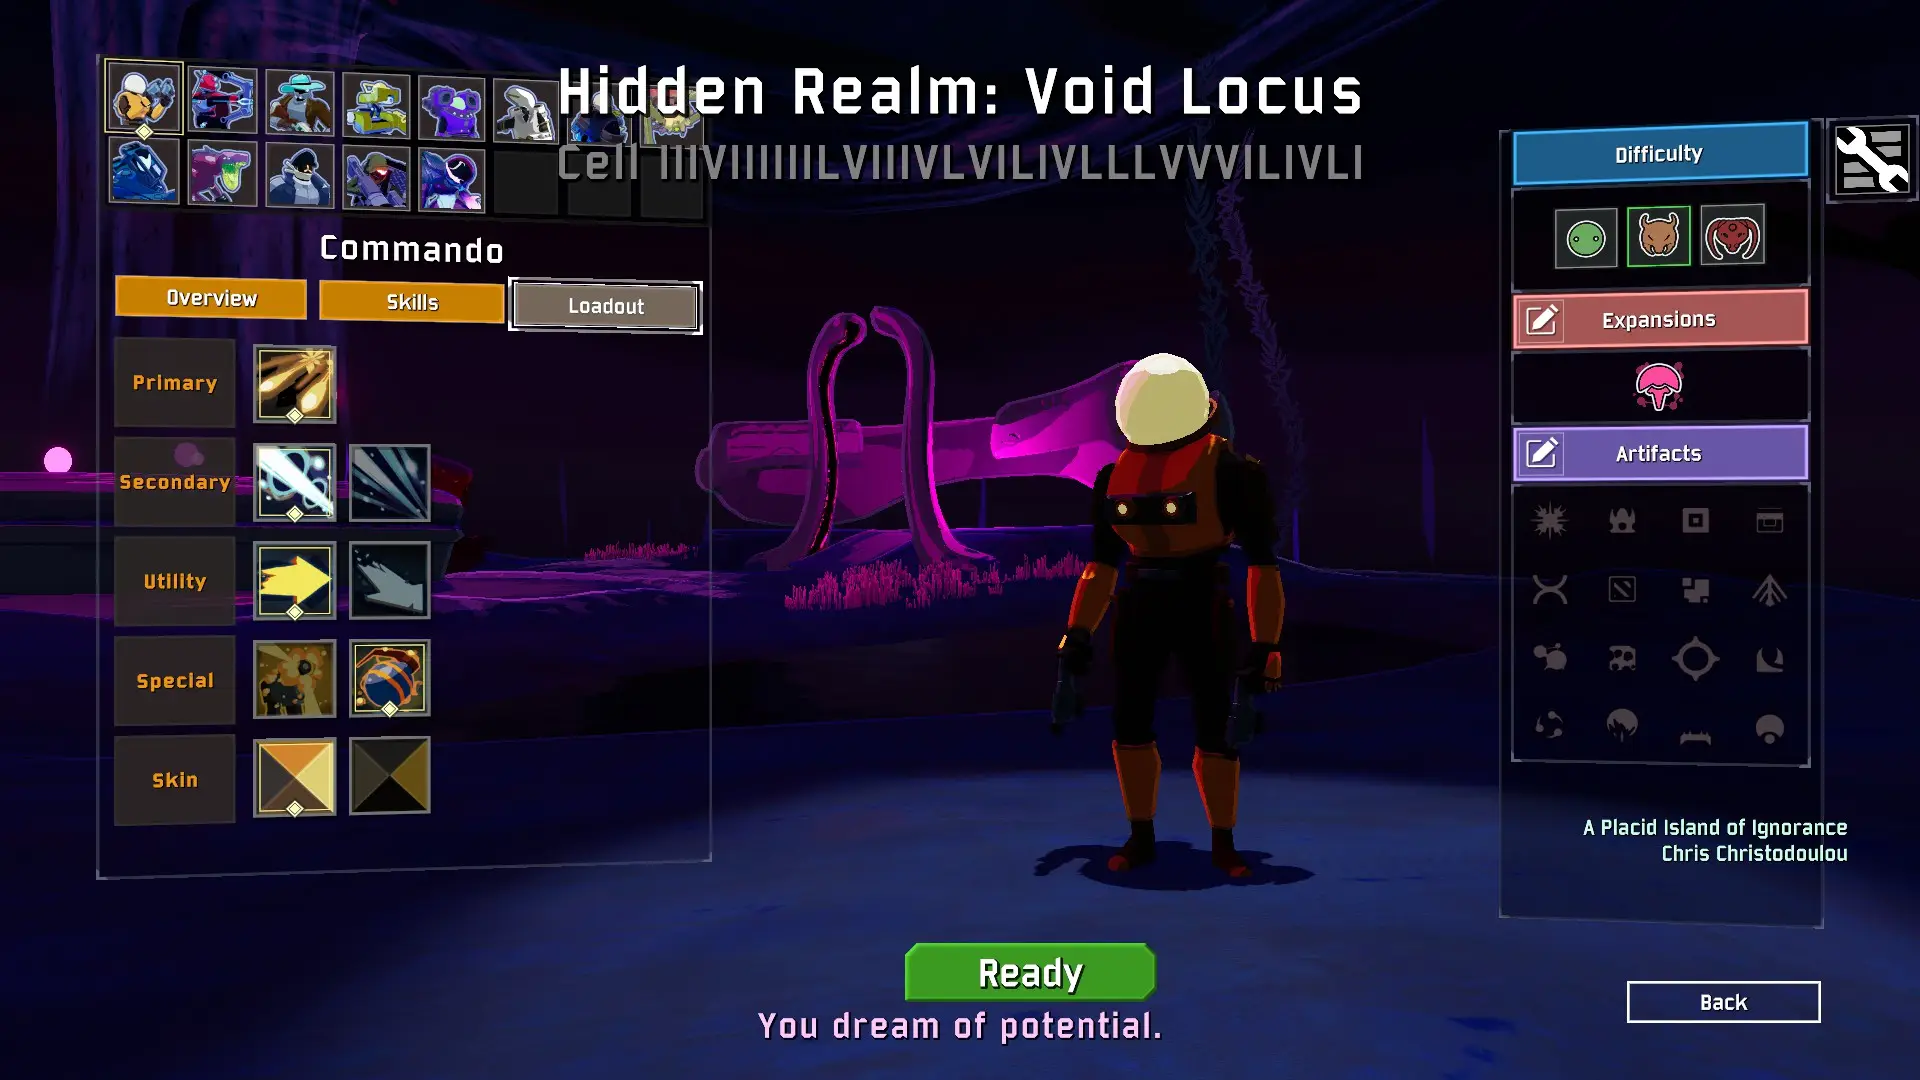 Hidden Realm: Void Locus
Cell IIIVIIIIIILVIIIVLVILIVLLLVVVILIVLI
Commando
Overview
Skills
Loadout
Primary
Secondary
Utility
Special
Skin
Difficulty
Expansions
Artifacts
A Placid Island of Ignorance
Chris Christodoulou
Ready
You dream of potential.
Back